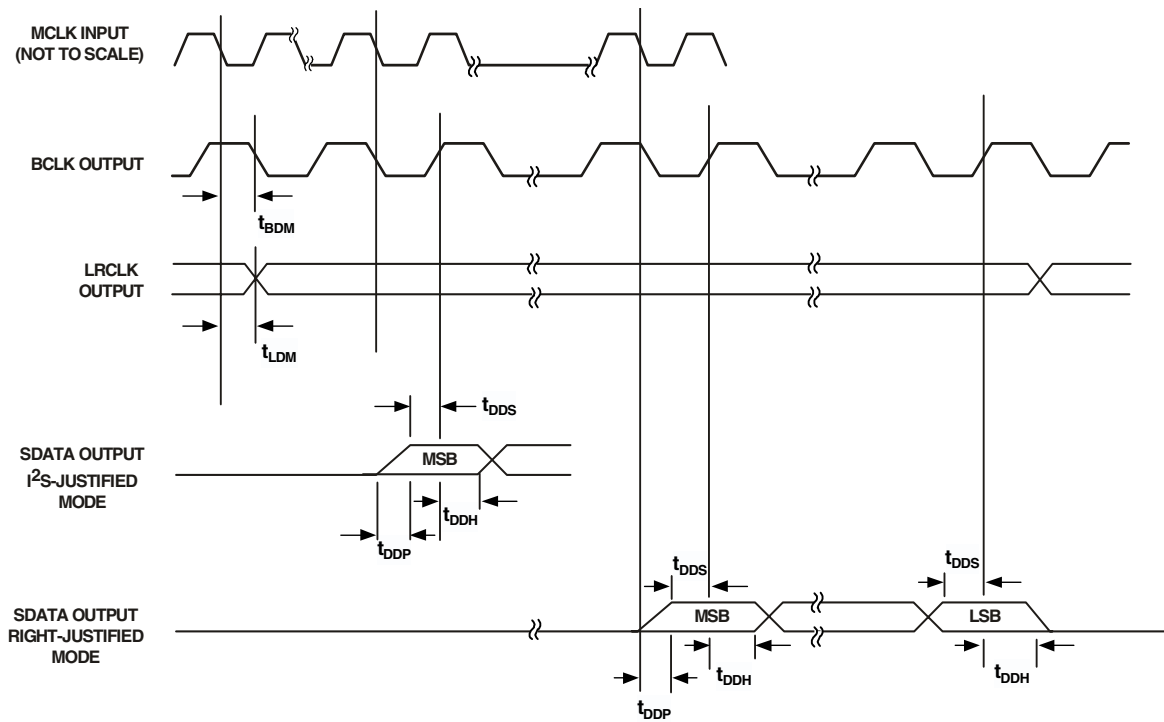 MCLK INPUT
(NOT TO SCALE)
BCLK OUTPUT
tBDM
LRCLK
OUTPUT
tLDM
tDDS
SDATA OUTPUT
I2S-JUSTIFIED
MODE
MSB
tDDH
tDDP
tDDS
tDDS
SDATA OUTPUT
RIGHT-JUSTIFIED
MODE
MSB
LSB
tDDH
tDDH
tDDP